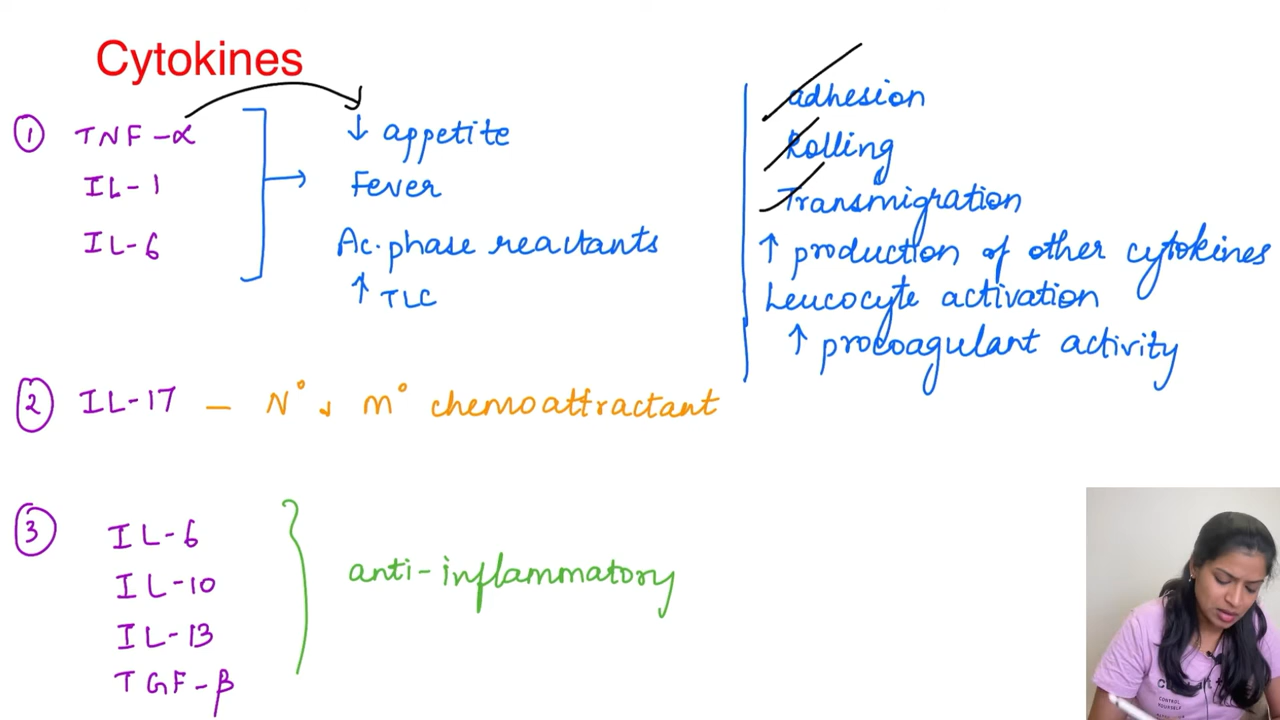 Cytokines
① TNF-α
IL-1
IL-6
↓ appetite
Fever
Ac. phase reactants
↑ TLC
adhesion
Rolling
Transmigration
↑ production of other cytokines
Leucocyte activation
↑ procoagulant activity
② IL-17 – N° , m° chemoattractant
③ IL-6
IL-10
IL-13
TGF-β
anti-inflammatory
CONTROL
YOURSELF